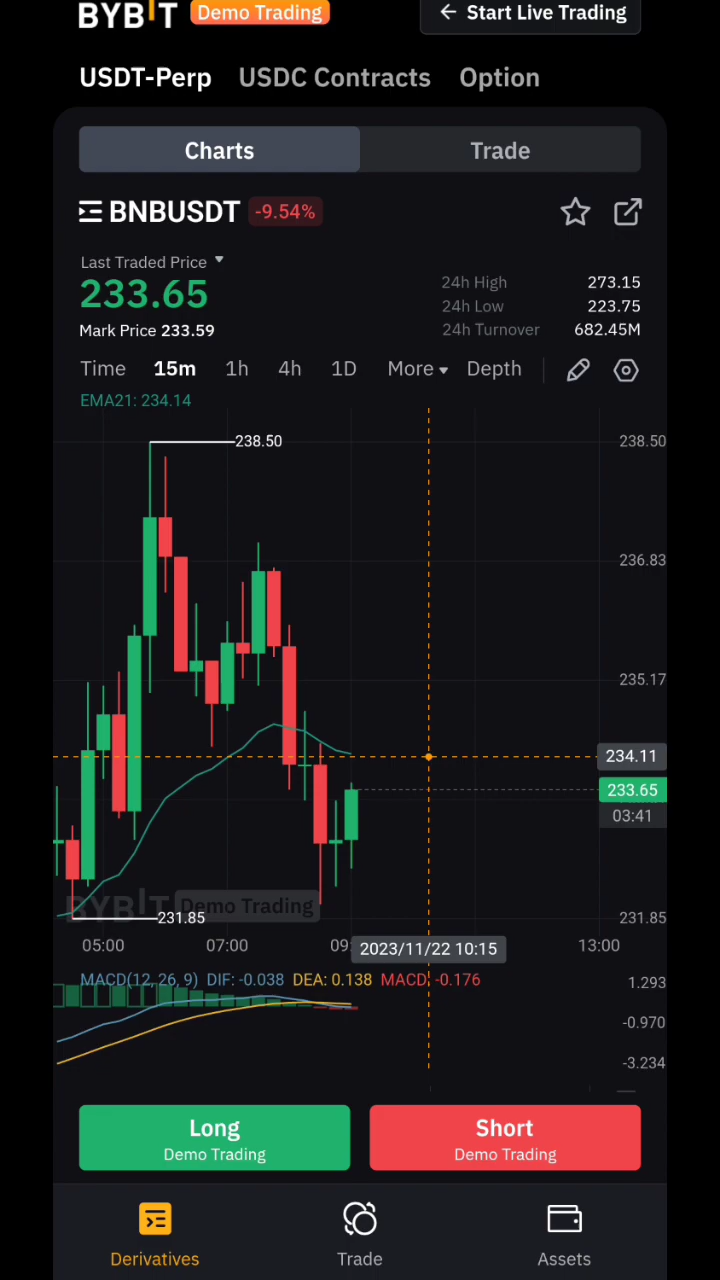 BYBIT Demo Trading ← Start Live Trading
USDT-Perp USDC Contracts Option
Charts Trade
BNBUSDT -9.54%
Last Traded Price
233.65
Mark Price 233.59
24h High 273.15
24h Low 223.75
24h Turnover 682.45M
Time 15m 1h 4h 1D More Depth
EMA21: 234.14
238.50 238.50
236.83
235.17
234.11
233.65
03:41
BYBIT Demo Trading
231.85 231.85
05:00 07:00 09: 2023/11/22 10:15 13:00
MACD(12, 26, 9) DIF: -0.038 DEA: 0.138 MACD: -0.176 1.293
-0.970
-3.234
Long Short
Demo Trading Demo Trading
Derivatives Trade Assets